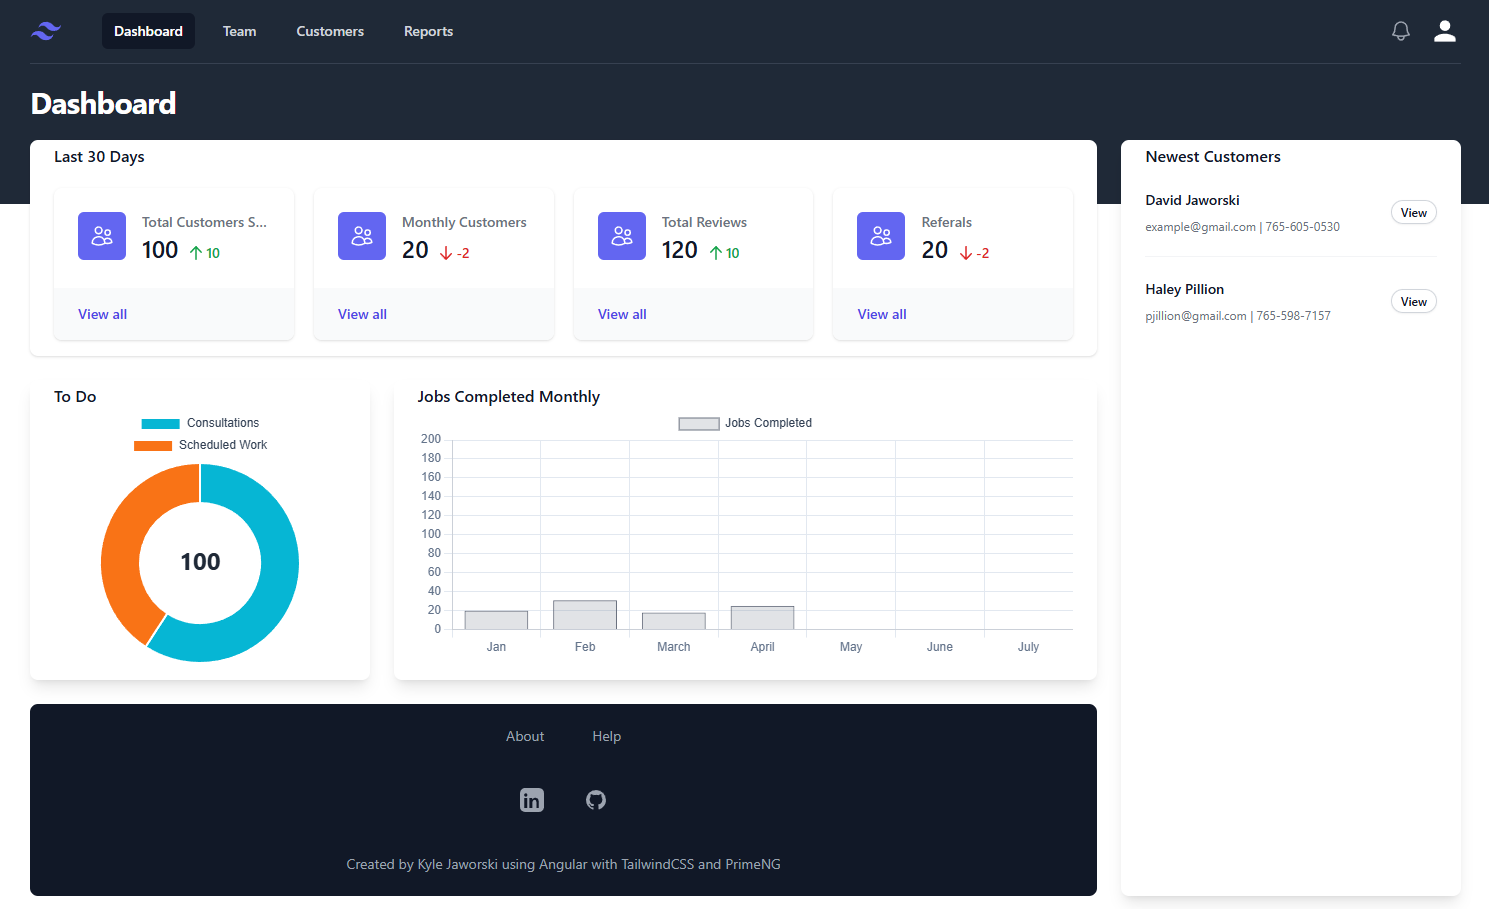 Dashboard
Team
Customers
Reports
Dashboard
Last 30 Days
Total Customers S...
100 10
View all
Monthly Customers
20 -2
View all
Total Reviews
120 10
View all
Referals
20 -2
View all
Newest Customers
David Jaworski
example@gmail.com | 765-605-0530
View
Haley Pillion
pjillion@gmail.com | 765-598-7157
View
To Do
Consultations
Scheduled Work
100
Jobs Completed Monthly
Jobs Completed
200
180
160
140
120
100
80
60
40
20
0
Jan Feb March April May June July
About Help
in
Created by Kyle Jaworski using Angular with TailwindCSS and PrimeNG